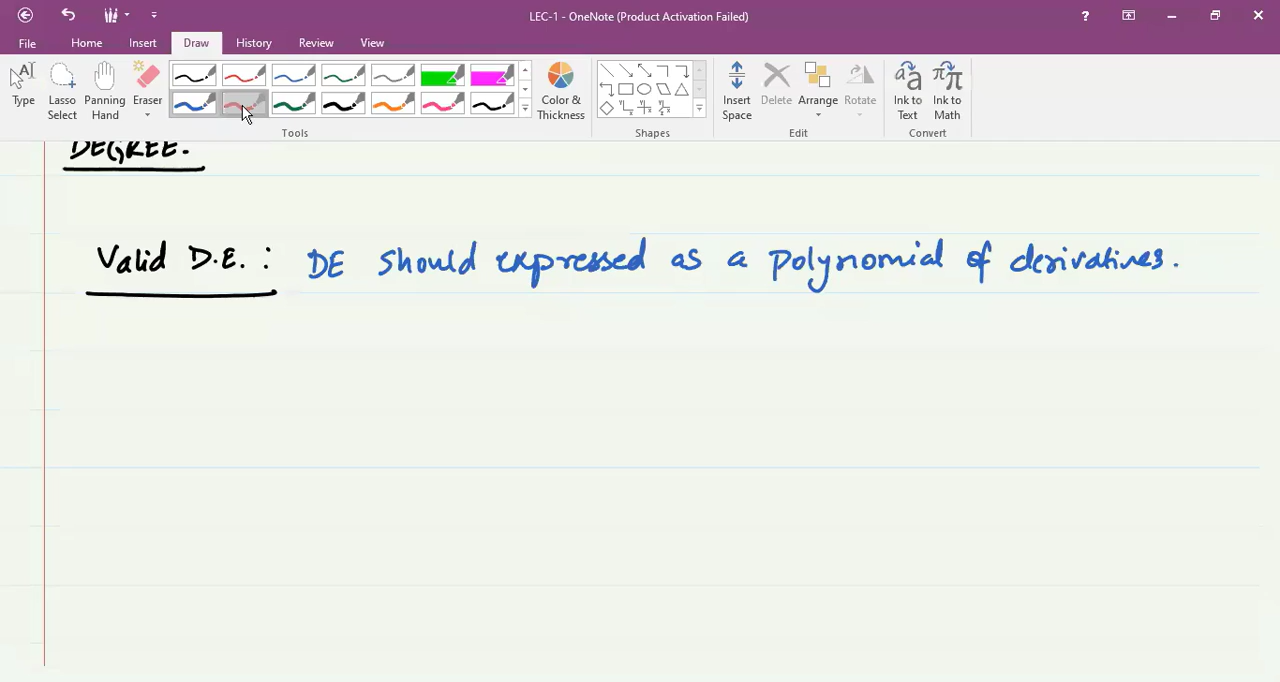 LEC-1 - OneNote (Product Activation Failed)
?
File Home Insert Draw History Review View
Type
Lasso Select
Panning Hand
Eraser
Color & Thickness
Insert Space
Delete
Arrange
Rotate
Ink to Text
Ink to Math
Tools
Shapes
Edit
Convert
DEGREE.
Valid D.E. : DE should expressed as a polynomial of derivatives.